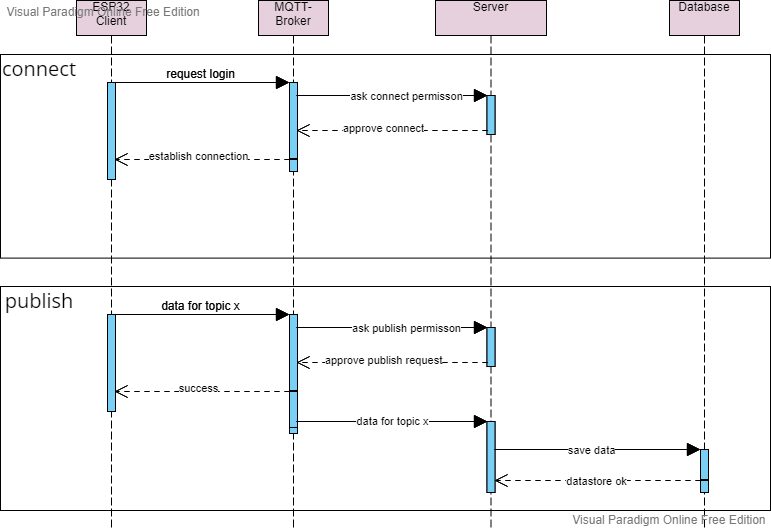 Visual Paradigm Online Free Edition
ESP32
Client
MQTT-
Broker
Server
Database
connect
request login
ask connect permisson
approve connect
establish connection
publish
data for topic x
ask publish permisson
approve publish request
success
data for topic x
save data
datastore ok
Visual Paradigm Online Free Edition